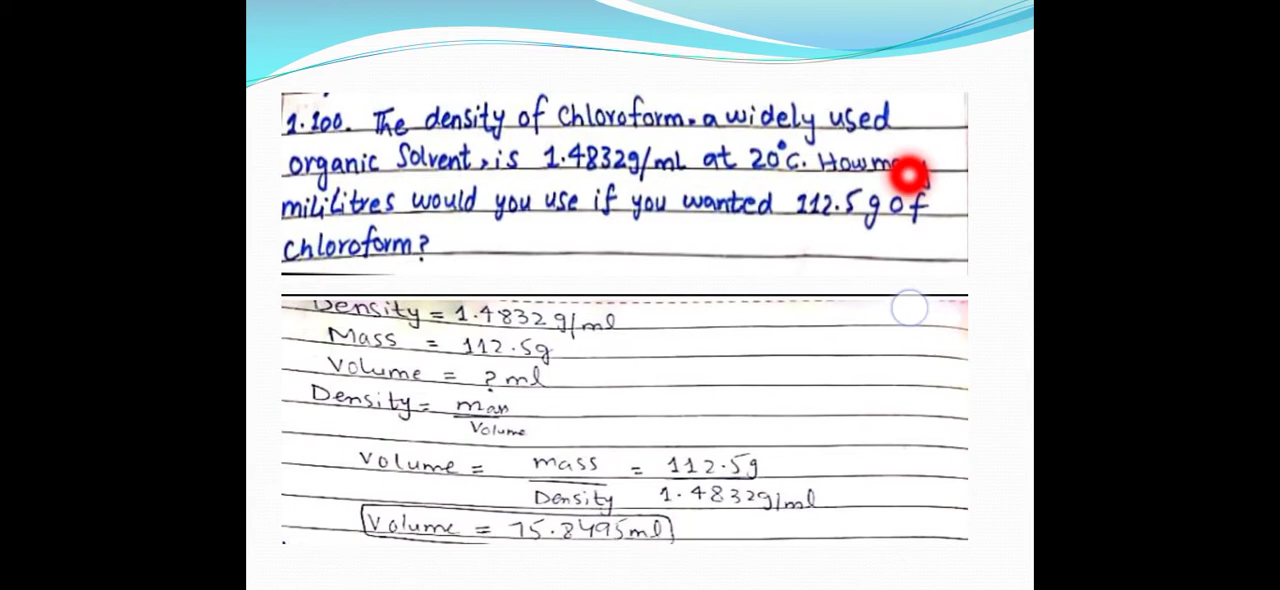 1.100. The density of Chloroform, a widely used
organic Solvent, is 1.4832g/mL at 20°C. How
mililitres would you use if you wanted 112.5g of
chloroform?
Density = 1.4832 g/ml
Mass = 112.5g
Volume = ? ml
Density = mass
Volume
Volume = mass = 112.5g
Density 1.4832g/ml
Volume = 75.8495ml